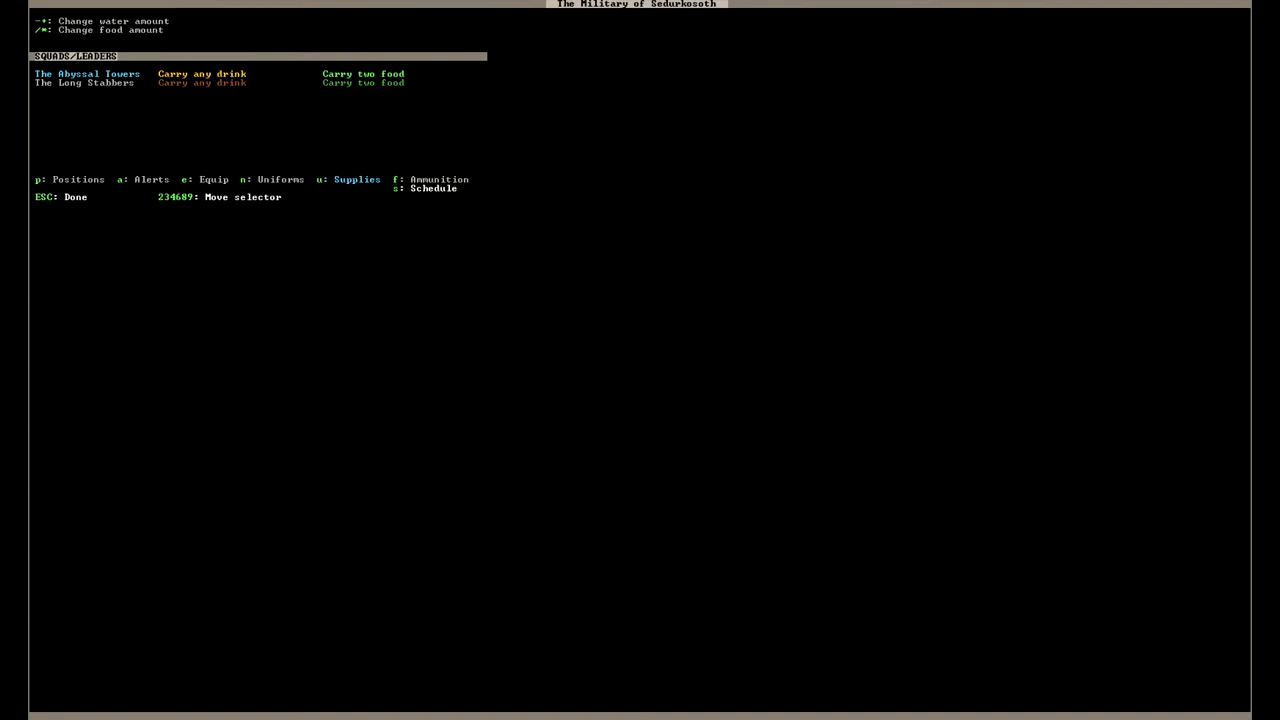 The Military of Sedurkosoth
-+: Change water amount
/*: Change food amount
SQUADS/LEADERS
The Abyssal Towers Carry any drink Carry two food
The Long Stabbers Carry any drink Carry two food
p: Positions a: Alerts e: Equip n: Uniforms u: Supplies f: Ammunition
s: Schedule
ESC: Done 234689: Move selector